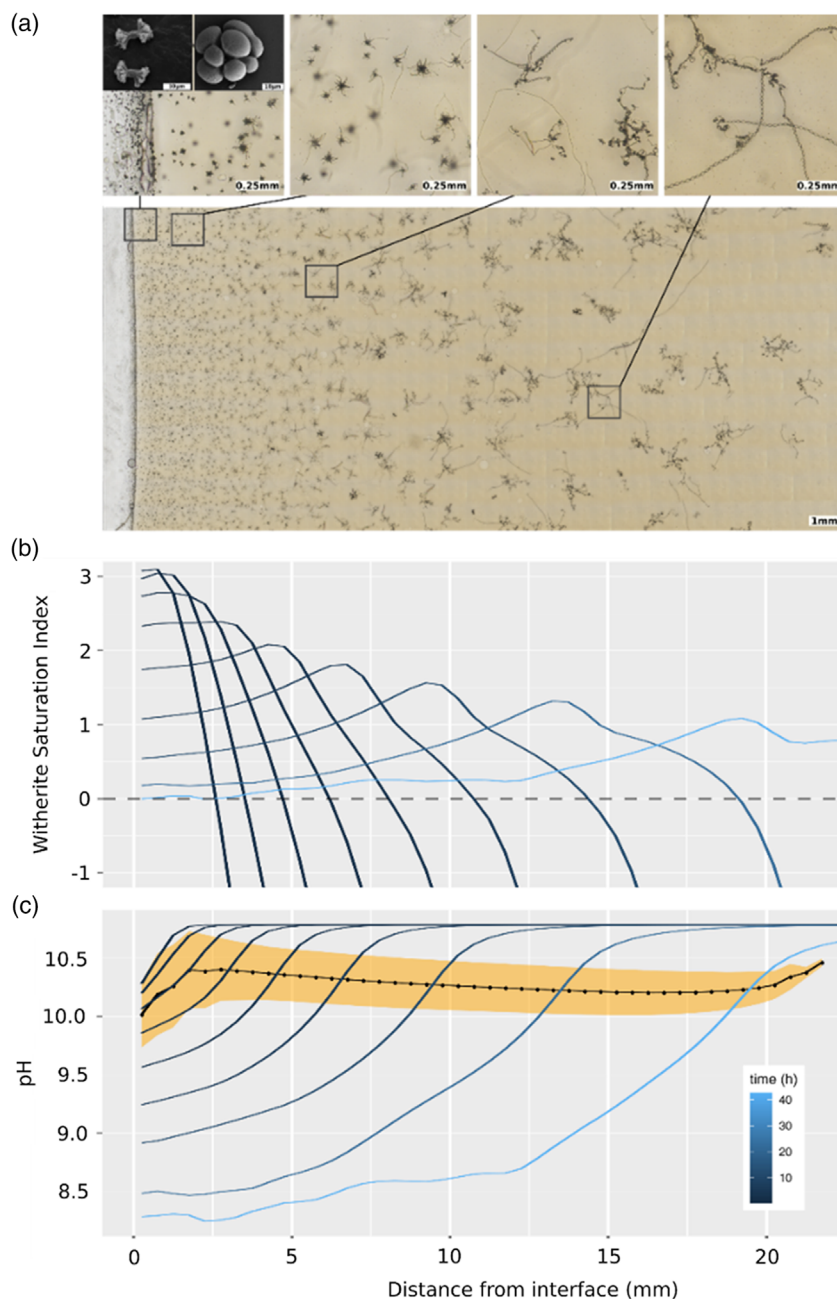 (a)
10μm
10μm
0.25mm
0.25mm
0.25mm
0.25mm
1mm
(b)
3
2
1
0
-1
Witherite Saturation Index
(c)
10.5
10.0
9.5
9.0
8.5
pH
time (h)
40
30
20
10
0
5
10
15
20
Distance from interface (mm)